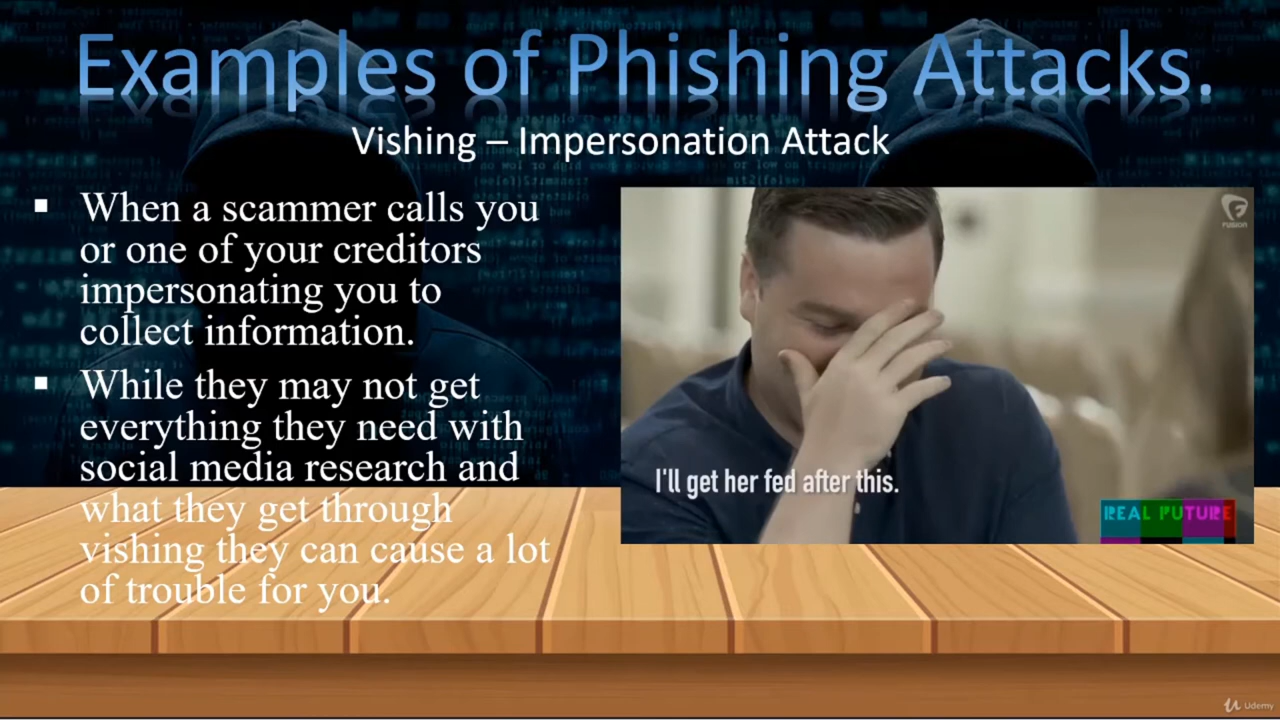 Examples of Phishing Attacks.
Vishing – Impersonation Attack
▪ When a scammer calls you
or one of your creditors
impersonating you to
collect information.
▪ While they may not get
everything they need with
social media research and
what they get through
vishing they can cause a lot
of trouble for you.
FUSION
I'll get her fed after this.
REAL FUTURE
Udemy